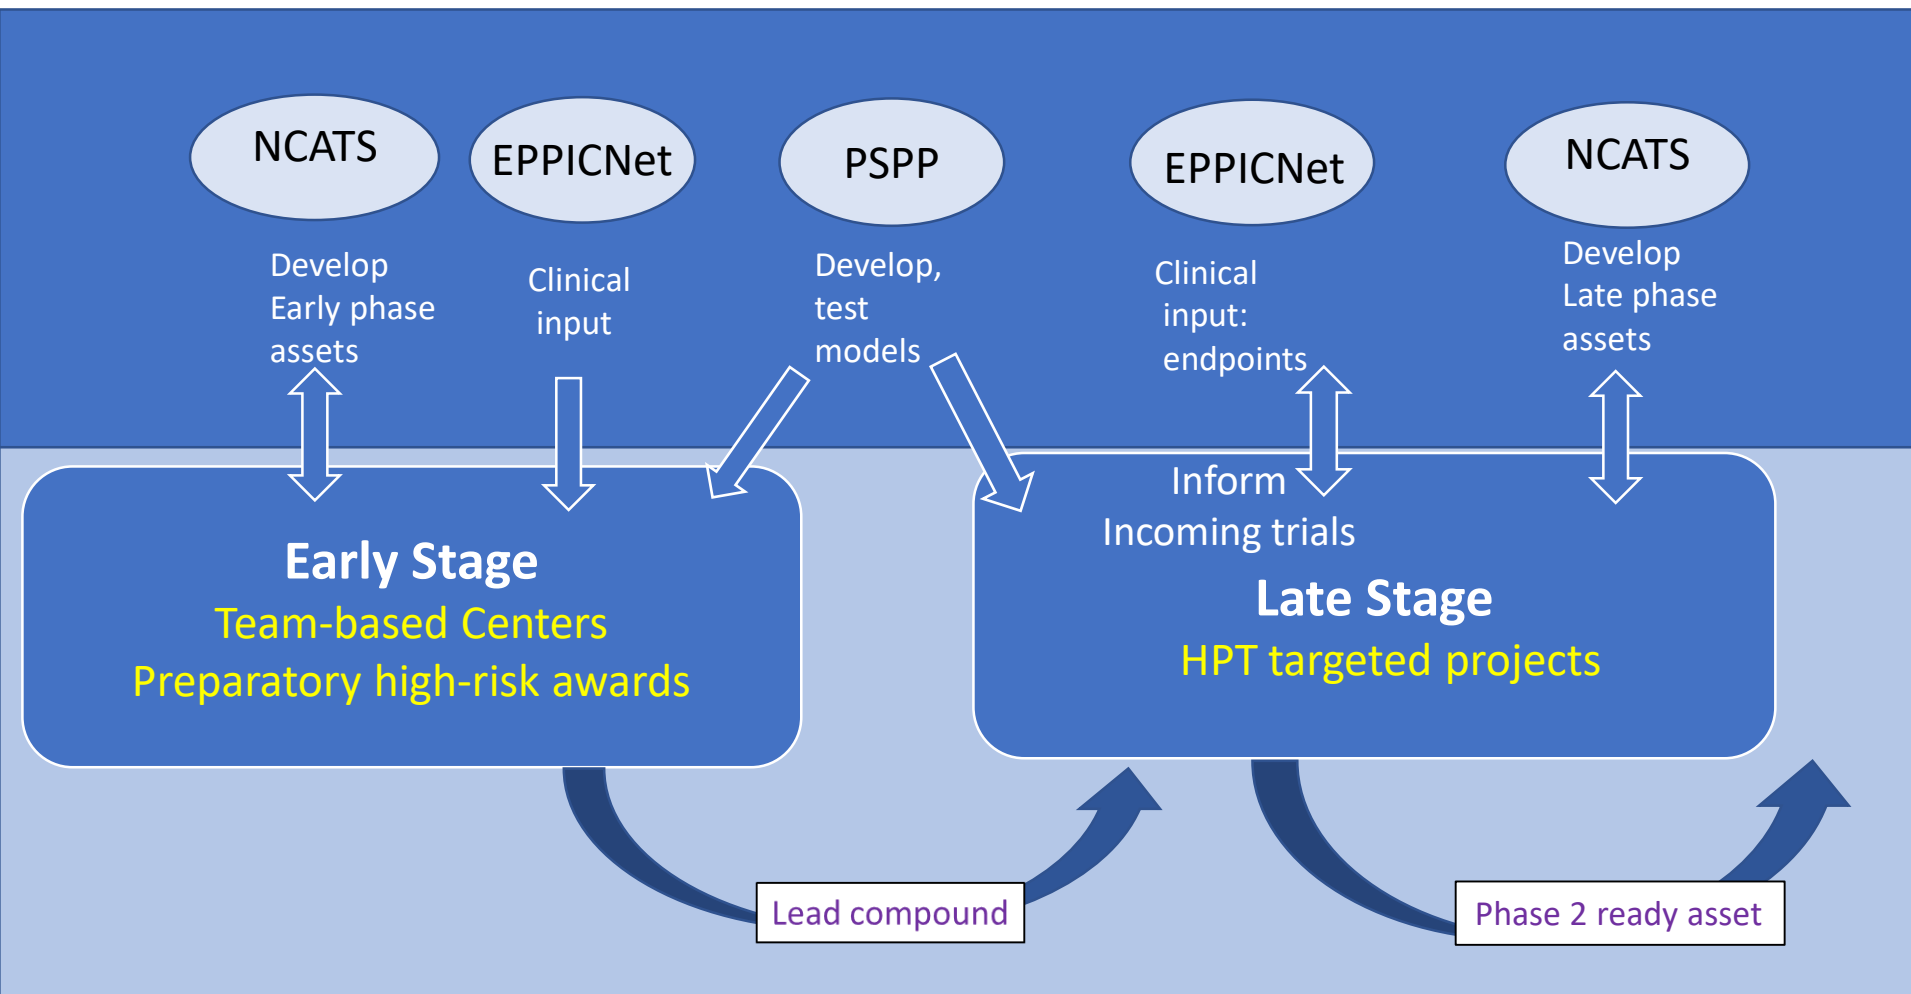 NCATS
EPPICNet
PSPP
EPPICNet
NCATS
Develop
Early phase
assets
Clinical
input
Develop,
test
models
Clinical
input:
endpoints
Develop
Late phase
assets
Early Stage
Team-based Centers
Preparatory high-risk awards
Inform
Incoming trials
Late Stage
HPT targeted projects
Lead compound
Phase 2 ready asset